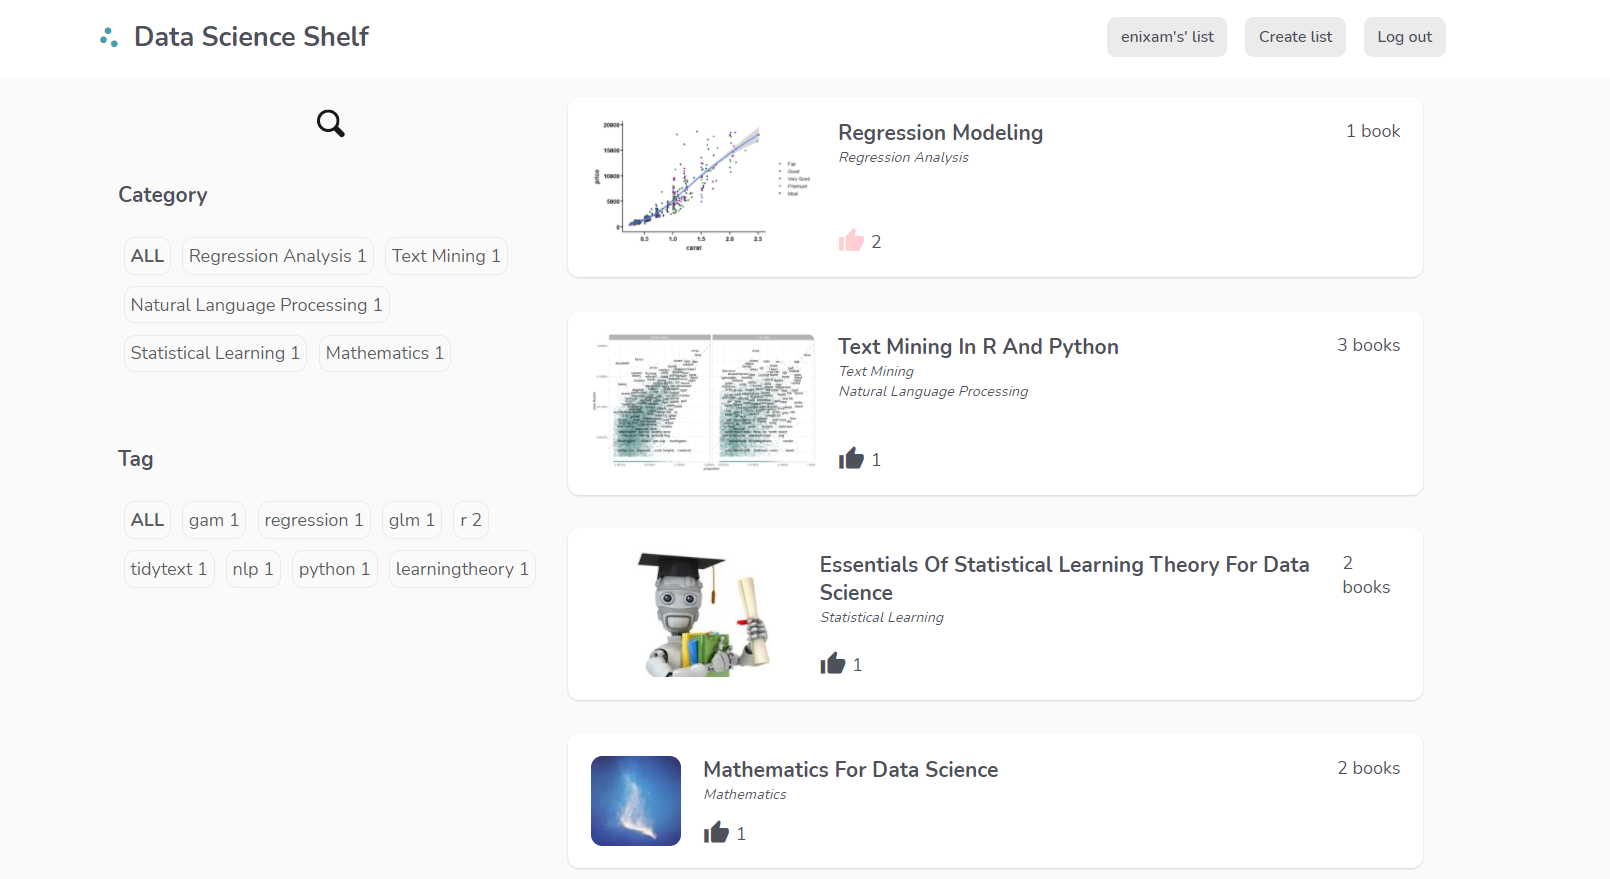 Data Science Shelf
enixam's' list
Create list
Log out
Category
ALL
Regression Analysis 1
Text Mining 1
Natural Language Processing 1
Statistical Learning 1
Mathematics 1
Tag
ALL
gam 1
regression 1
glm 1
r 2
tidytext 1
nlp 1
python 1
learningtheory 1
20000
15000
10000
5000
0
price
0.5
1.0
1.5
2.0
2.5
carat
Fair
Good
Very Good
Premium
Ideal
Regression Modeling
1 book
Regression Analysis
2
Text Mining In R And Python
3 books
Text Mining
Natural Language Processing
1
Essentials Of Statistical Learning Theory For Data
Science
2
books
Statistical Learning
1
Mathematics For Data Science
2 books
Mathematics
1